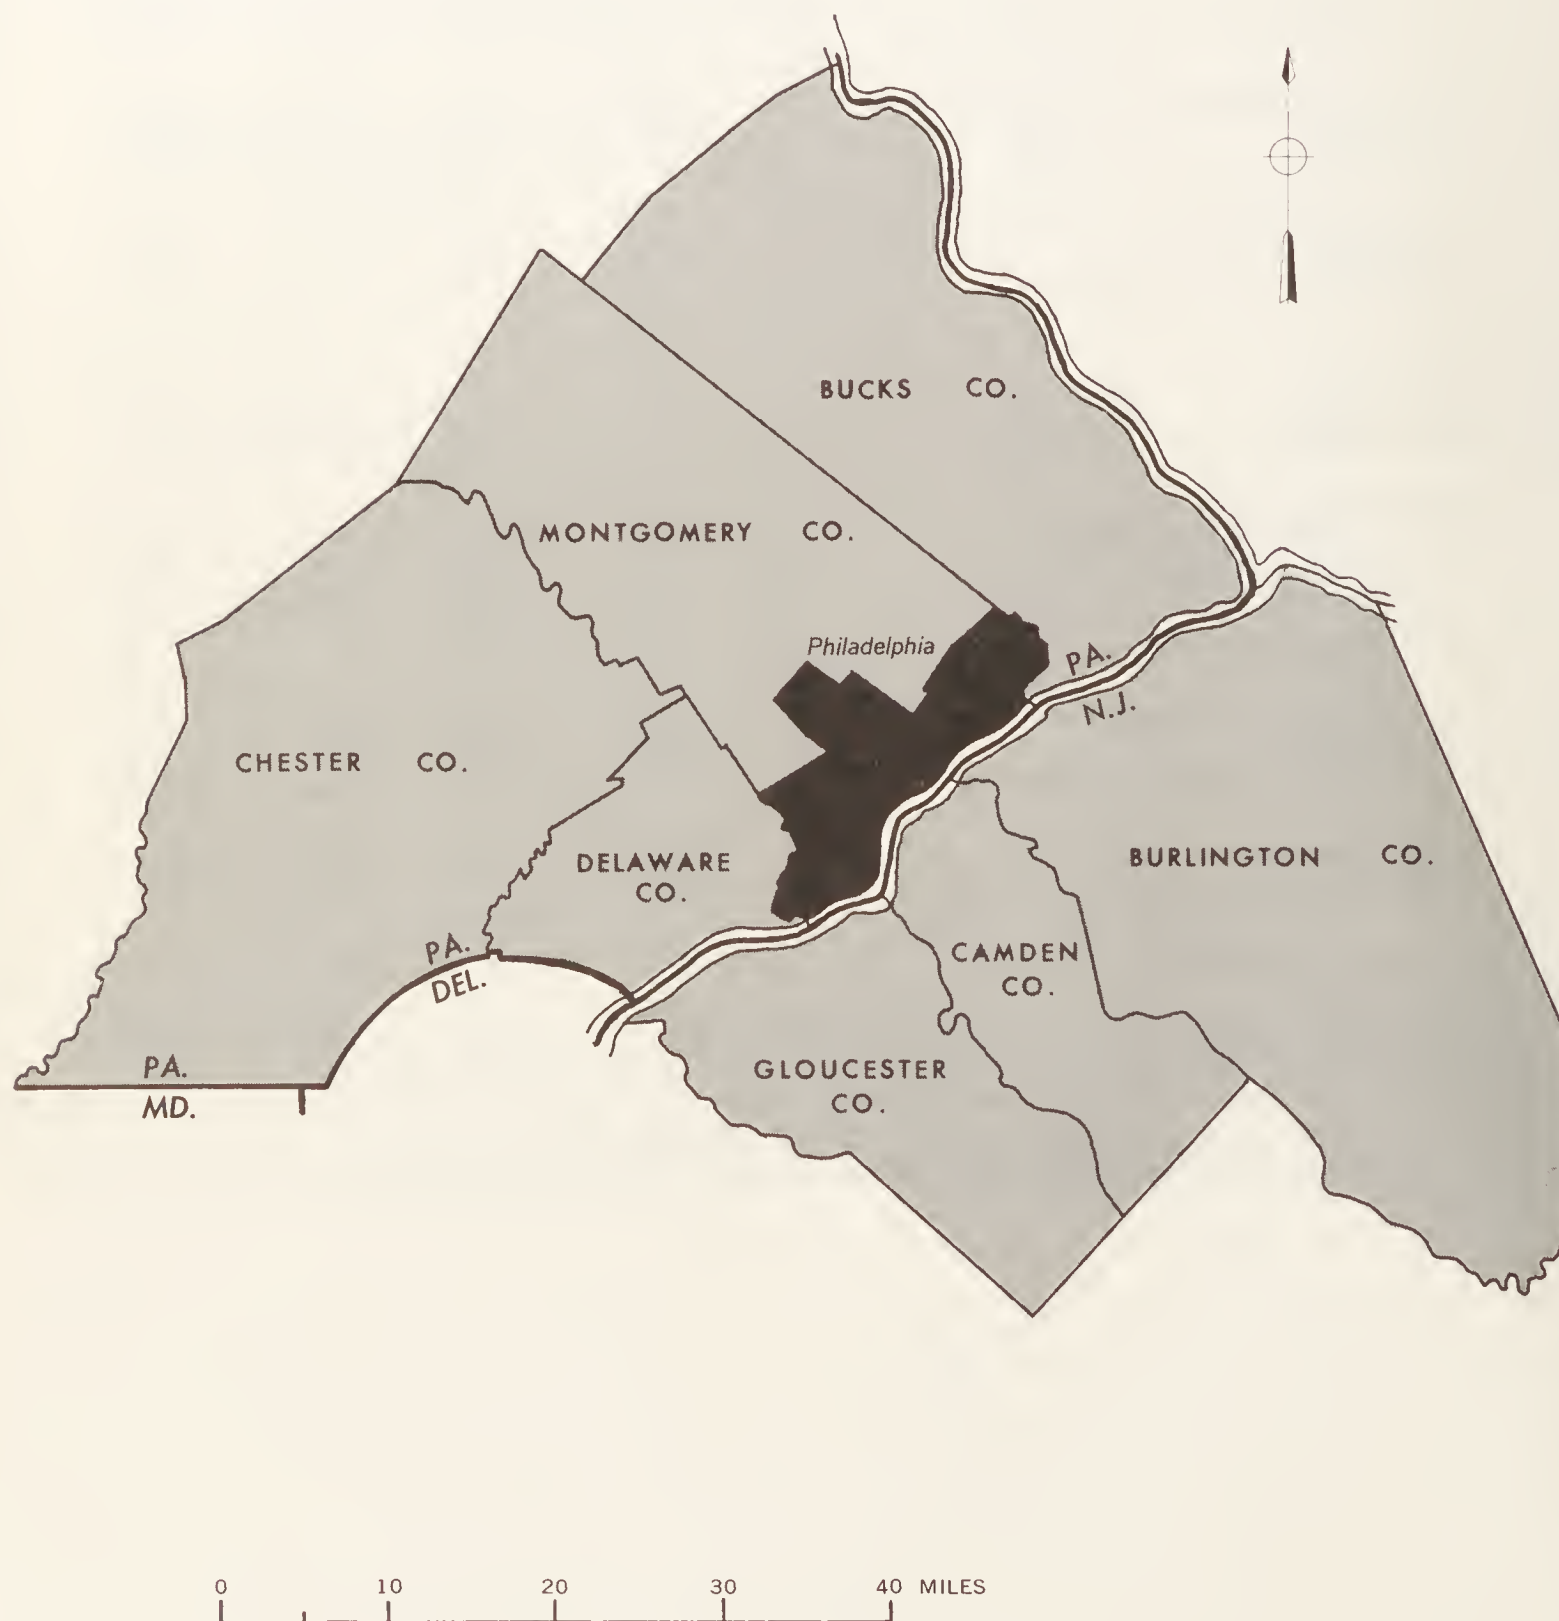 BUCKS CO.
MONTGOMERY CO.
Philadelphia
PA.
N.J.
CHESTER CO.
BURLINGTON CO.
DELAWARE
CO.
PA.
DEL.
CAMDEN
CO.
PA.
MD.
GLOUCESTER
CO.
0 10 20 30 40 MILES